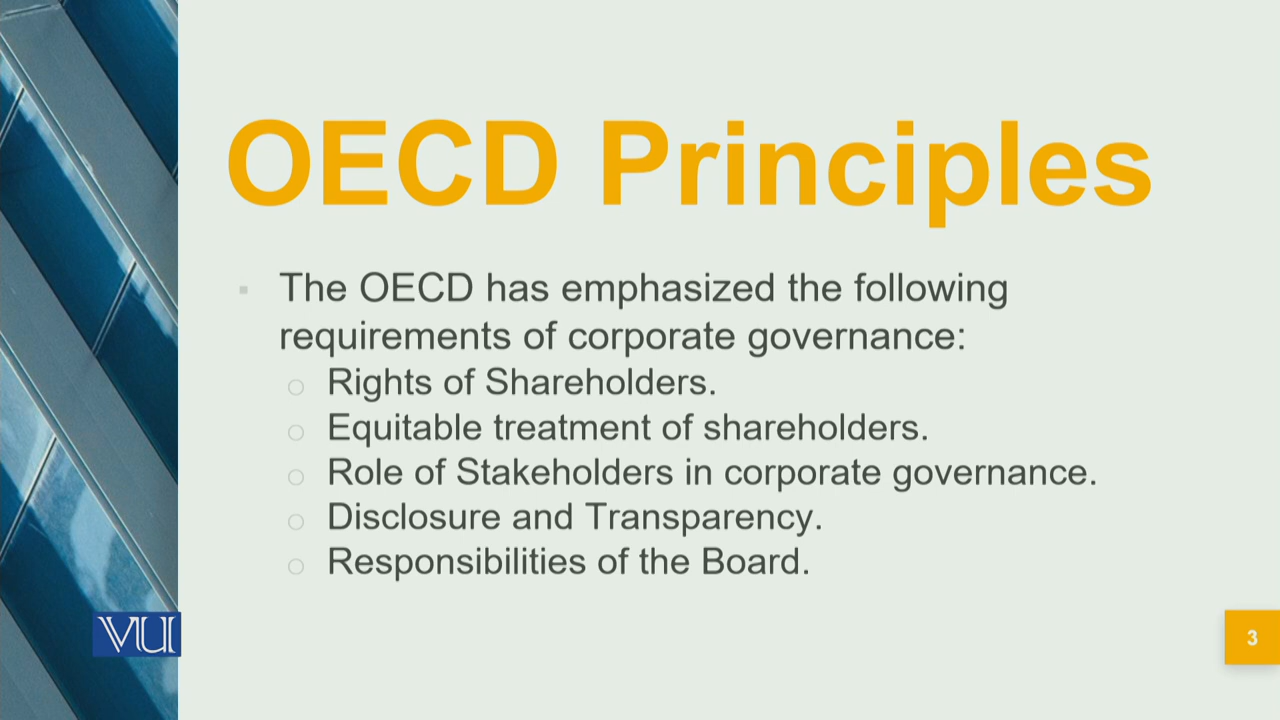 OECD Principles
▪ The OECD has emphasized the following
requirements of corporate governance:
o Rights of Shareholders.
o Equitable treatment of shareholders.
o Role of Stakeholders in corporate governance.
o Disclosure and Transparency.
o Responsibilities of the Board.
VU
3